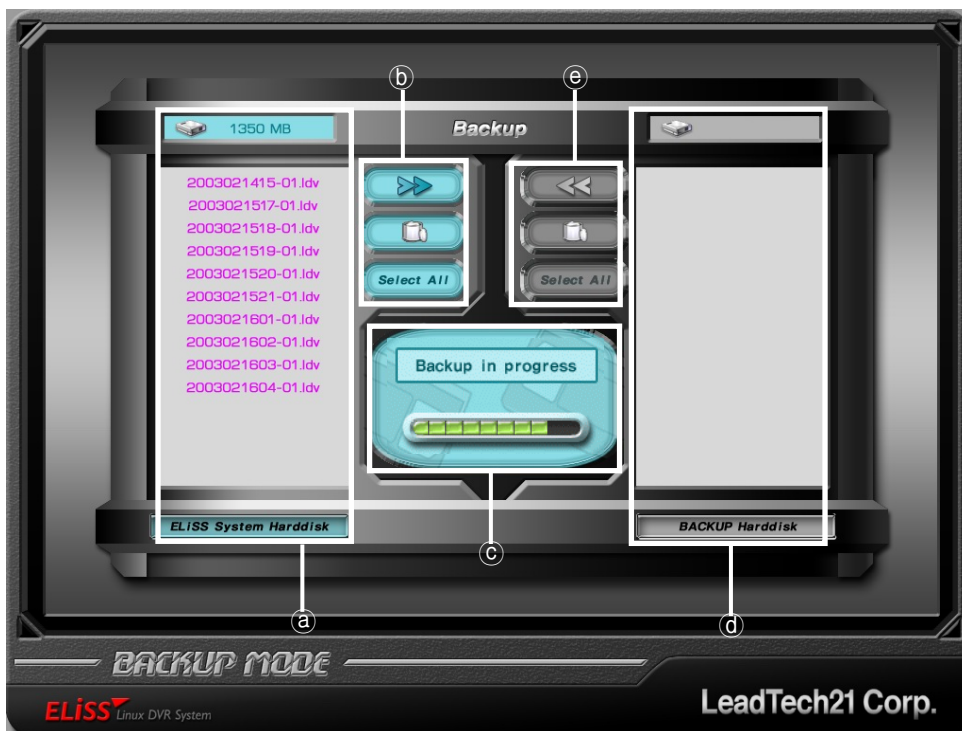 ⓑ
ⓔ
1350 MB
Backup
2003021415-01.ldv
2003021517-01.ldv
2003021518-01.ldv
2003021519-01.ldv
2003021520-01.ldv
2003021521-01.ldv
2003021601-01.ldv
2003021602-01.ldv
2003021603-01.ldv
2003021604-01.ldv
Select All
Select All
Backup in progress
ELiSS System Harddisk
BACKUP Harddisk
ⓒ
ⓐ
ⓓ
BACKUP MODE
ELiSS Linux DVR System
LeadTech21 Corp.